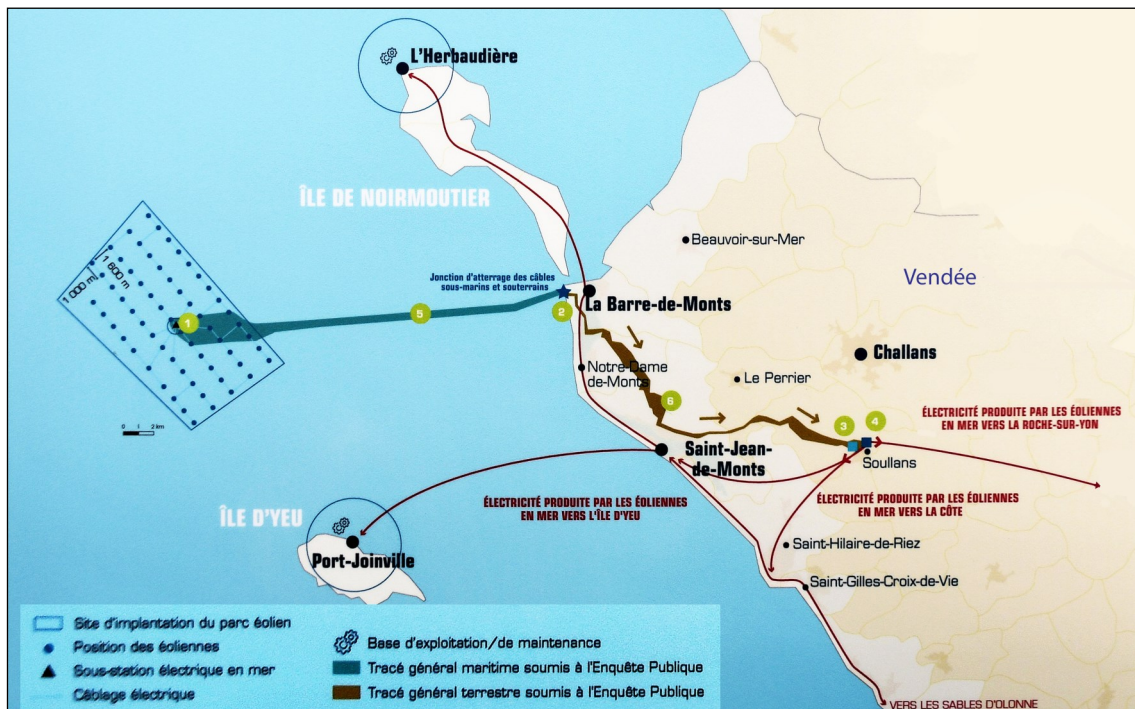 L'Herbaudière
ÎLE DE NOIRMOUTIER
Beauvoir-sur-Mer
Jonction d'atterrage des câbles
sous-marins et souterrains
Vendée
1 600 m
1 000 m
1
5
2
La Barre-de-Monts
Challans
Notre-Dame
de-Monts
Le Perrier
6
3
4
ÉLECTRICITÉ PRODUITE PAR LES ÉOLIENNES
EN MER VERS LA ROCHE-SUR-YON
0 1 2 km
Saint-Jean-
de-Monts
Soullans
ÉLECTRICITÉ PRODUITE PAR LES ÉOLIENNES
EN MER VERS L'ÎLE D'YEU
ÉLECTRICITÉ PRODUITE PAR LES ÉOLIENNES
EN MER VERS LA CÔTE
ÎLE D'YEU
Port-Joinville
Saint-Hilaire-de-Riez
Saint-Gilles-Croix-de-Vie
Site d'implantation du parc éolien
Position des éoliennes
Sous-station électrique en mer
Câblage électrique
Base d'exploitation/de maintenance
Tracé général maritime soumis à l'Enquête Publique
Tracé général terrestre soumis à l'Enquête Publique
VERS LES SABLES D'OLONNE